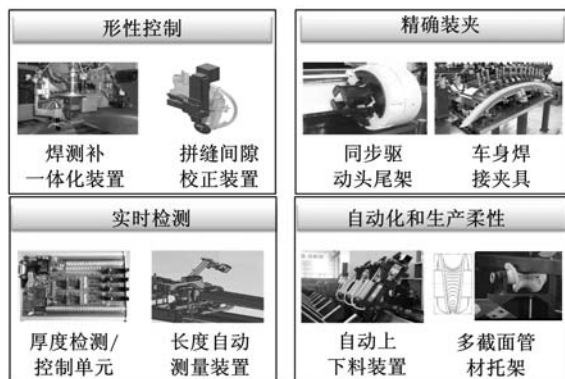 形性控制
焊测补
一体化装置
拼缝间隙
校正装置
精确装夹
同步驱
动头尾架
车身焊
接夹具
实时检测
厚度检测/
控制单元
长度自动
测量装置
自动化和生产柔性
自动上
下料装置
多截面管
材托架